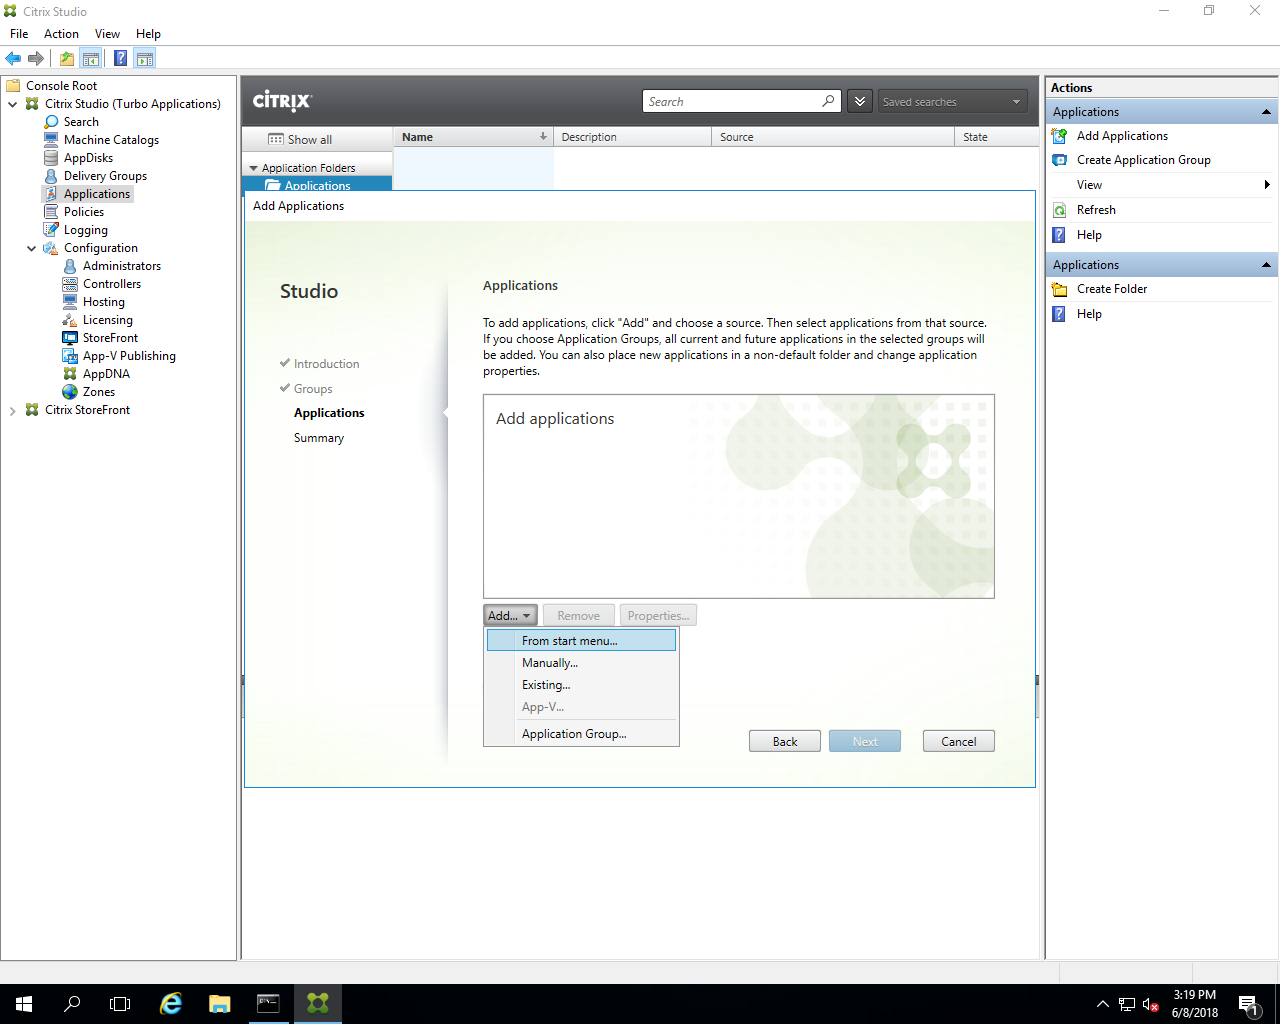 Citrix Studio
File Action View Help
Console Root
Citrix Studio (Turbo Applications)
Search
Machine Catalogs
AppDisks
Delivery Groups
Applications
Policies
Logging
Configuration
Administrators
Controllers
Hosting
Licensing
StoreFront
App-V Publishing
AppDNA
Zones
Citrix StoreFront
CİTRIX
Search
Saved searches
Show all
Name
Description
Source
State
Application Folders
Applications
Add Applications
Studio
Introduction
Groups
Applications
Summary
Applications
To add applications, click "Add" and choose a source. Then select applications from that source.
If you choose Application Groups, all current and future applications in the selected groups will
be added. You can also place new applications in a non-default folder and change application
properties.
Add applications
Add...
Remove
Properties...
From start menu...
Manually...
Existing...
App-V...
Application Group...
Back
Next
Cancel
Actions
Applications
Add Applications
Create Application Group
View
Refresh
Help
Applications
Create Folder
Help
3:19 PM
6/8/2018
1